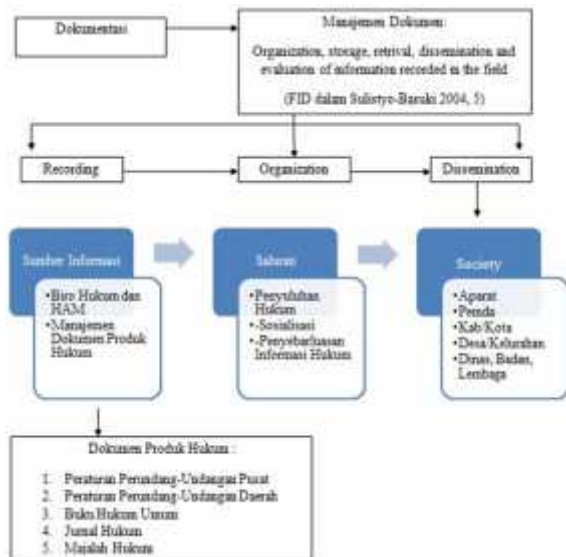 Dokumentasi
Manajemen Dokumen
Organization, storage, retrival, dissemination and
evaluation of information recorded in the field
(FID dalam Sulistyo-Basuki 2004, 5)
Recording
Organization
Dissemination
Sumber Informasi
•Biro Hukum dan
HAM
•Manajemen
Dokumen Produk
Hukum
Saluran
•Penyuluhan
Hukum
•-Sosialisasi
•-Penyebarluasan
Informasi Hukum
Society
•Aparat
•Pemda
•Kab/Kota
•Desa/Kelurahan
•Dinas, Badan,
Lembaga
Dokumen Produk Hukum :
1. Peraturan Perundang-Undangan Pusat
2. Peraturan Perundang-Undangan Daerah
3. Buku Hukum Umum
4. Jurnal Hukum
5. Majalah Hukum